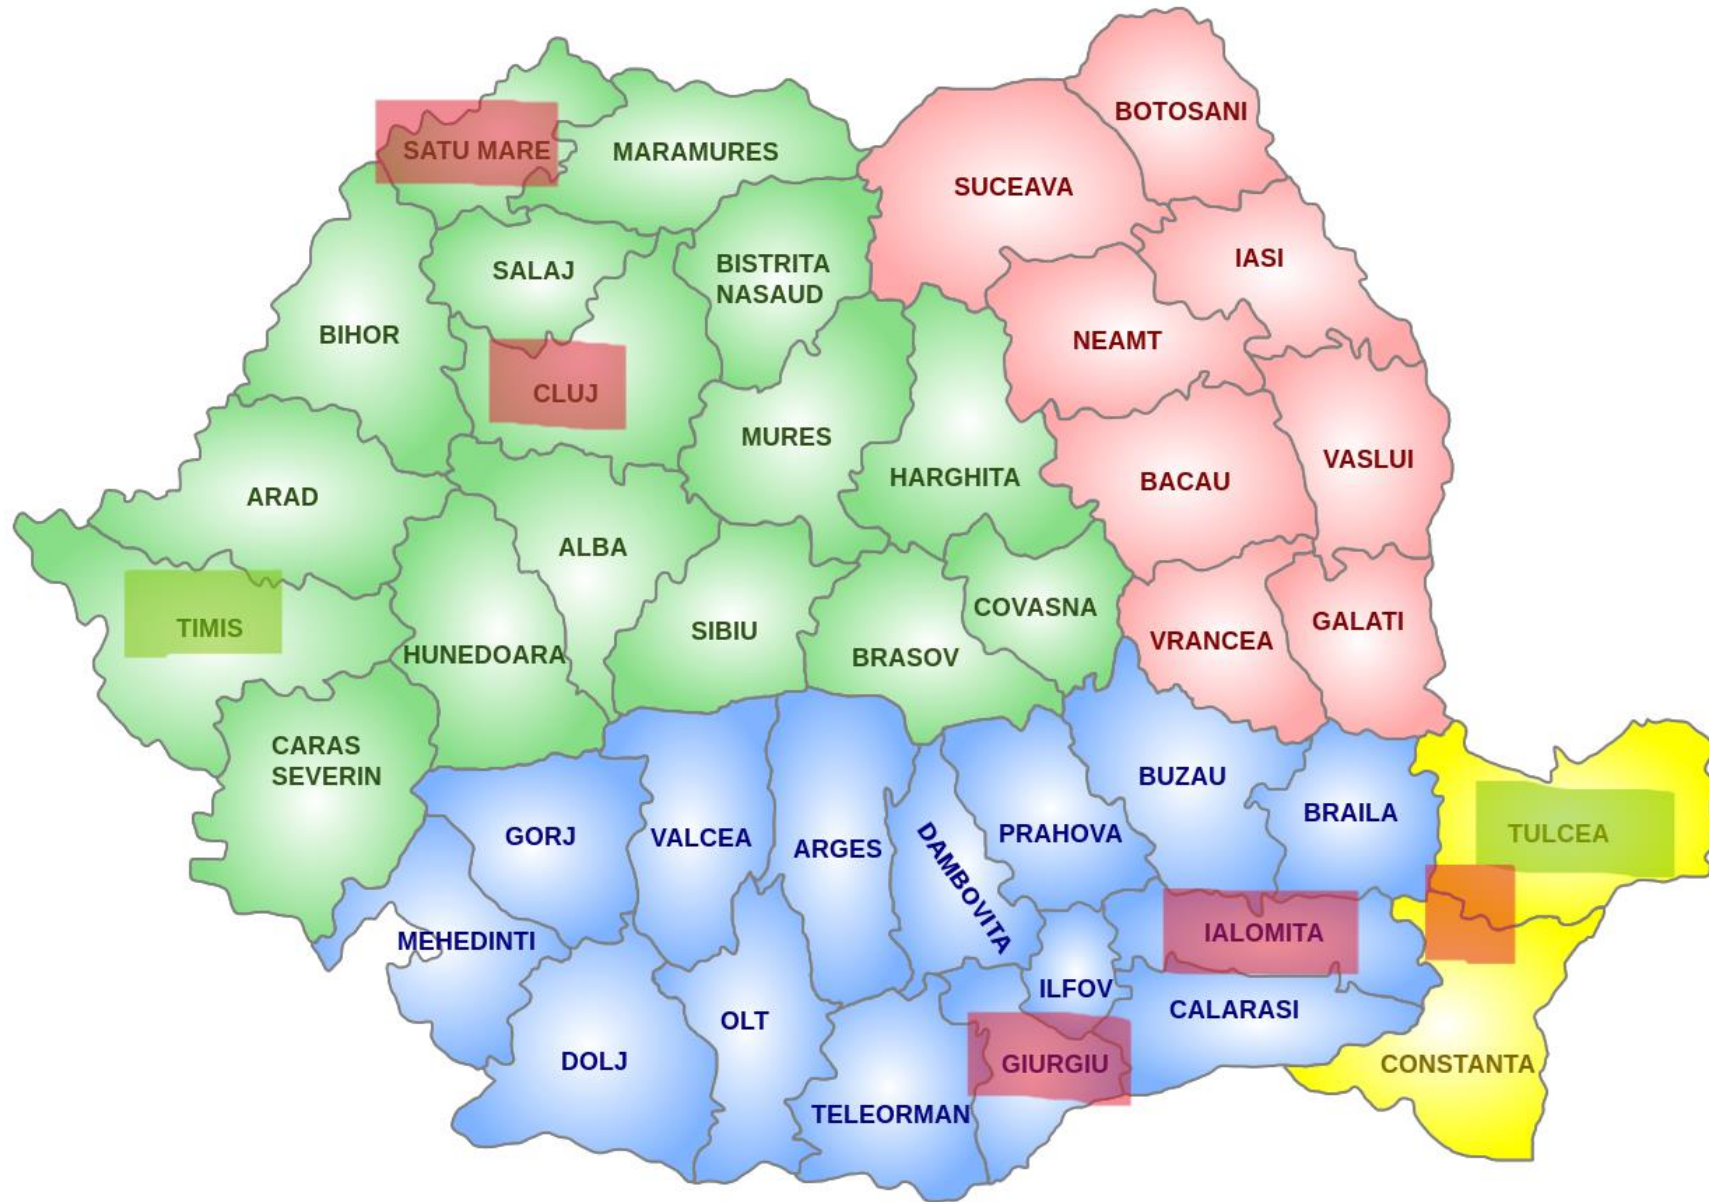 BOTOSANI
SATU MARE
MARAMURES
SUCEAVA
IASI
SALAJ
BISTRITA
NASAUD
BIHOR
NEAMT
CLUJ
MURES
VASLUI
HARGHITA
BACAU
ARAD
ALBA
COVASNA
GALATI
TIMIS
SIBIU
VRANCEA
HUNEDOARA
BRASOV
CARAS
SEVERIN
BUZAU
BRAILA
GORJ
VALCEA
ARGES
DAMBOVITA
PRAHOVA
TULCEA
MEHEDINTI
IALOMITA
ILFOV
CALARASI
OLT
DOLJ
GIURGIU
CONSTANTA
TELEORMAN